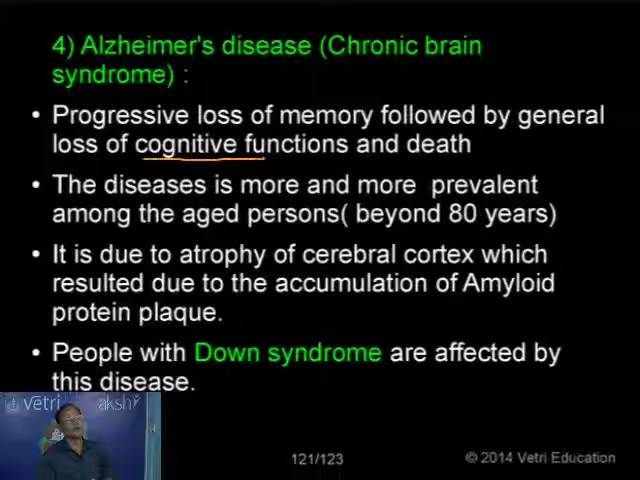 4) Alzheimer's disease (Chronic brain
syndrome) :
• Progressive loss of memory followed by general
loss of cognitive functions and death
• The diseases is more and more prevalent
among the aged persons( beyond 80 years)
• It is due to atrophy of cerebral cortex which
resulted due to the accumulation of Amyloid
protein plaque.
• People with Down syndrome are affected by
this disease.
vetri akshi
121/123
© 2014 Vetri Education